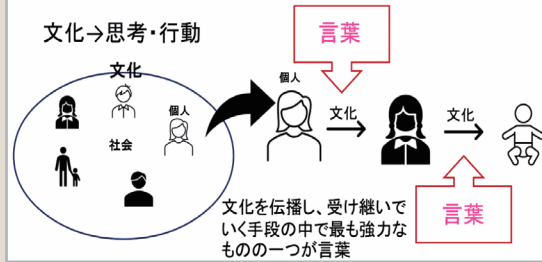 文化→思考・行動
文化
個人
社会
個人
言葉
文化
文化
言葉
文化を伝播し、受け継いで
いく手段の中で最も強力な
ものの一つが言葉